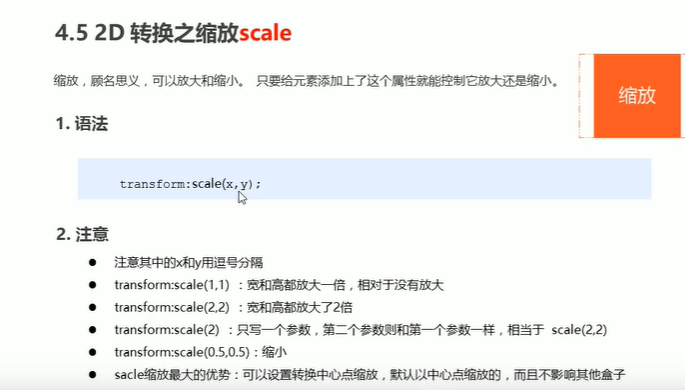 4.5 2D 转换之缩放scale
缩放，顾名思义，可以放大和缩小。 只要给元素添加上了这个属性就能控制它放大还是缩小。
缩放
1. 语法
transform:scale(x,y);
2. 注意
● 注意其中的x和y用逗号分隔
● transform:scale(1,1) ：宽和高都放大一倍，相对于没有放大
● transform:scale(2,2) ：宽和高都放大了2倍
● transform:scale(2) ：只写一个参数，第二个参数则和第一个参数一样，相当于 scale(2,2)
● transform:scale(0.5,0.5)：缩小
● sacle缩放最大的优势：可以设置转换中心点缩放，默认以中心点缩放的，而且不影响其他盒子